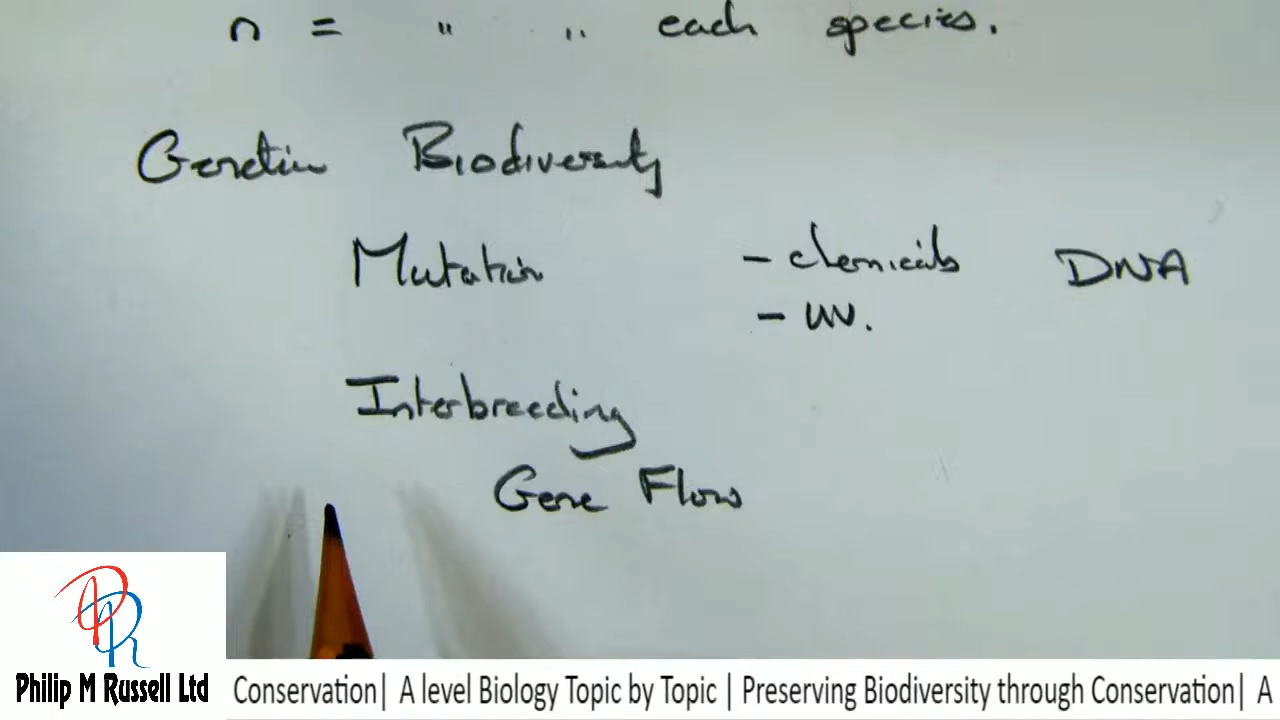 n = " " each species.
Genetic Biodiversity
Mutation - chemicals DNA
- UV.
Interbreeding
Gene Flow
PR
Philip M Russell Ltd
Conservation| A level Biology Topic by Topic | Preserving Biodiversity through Conservation| A